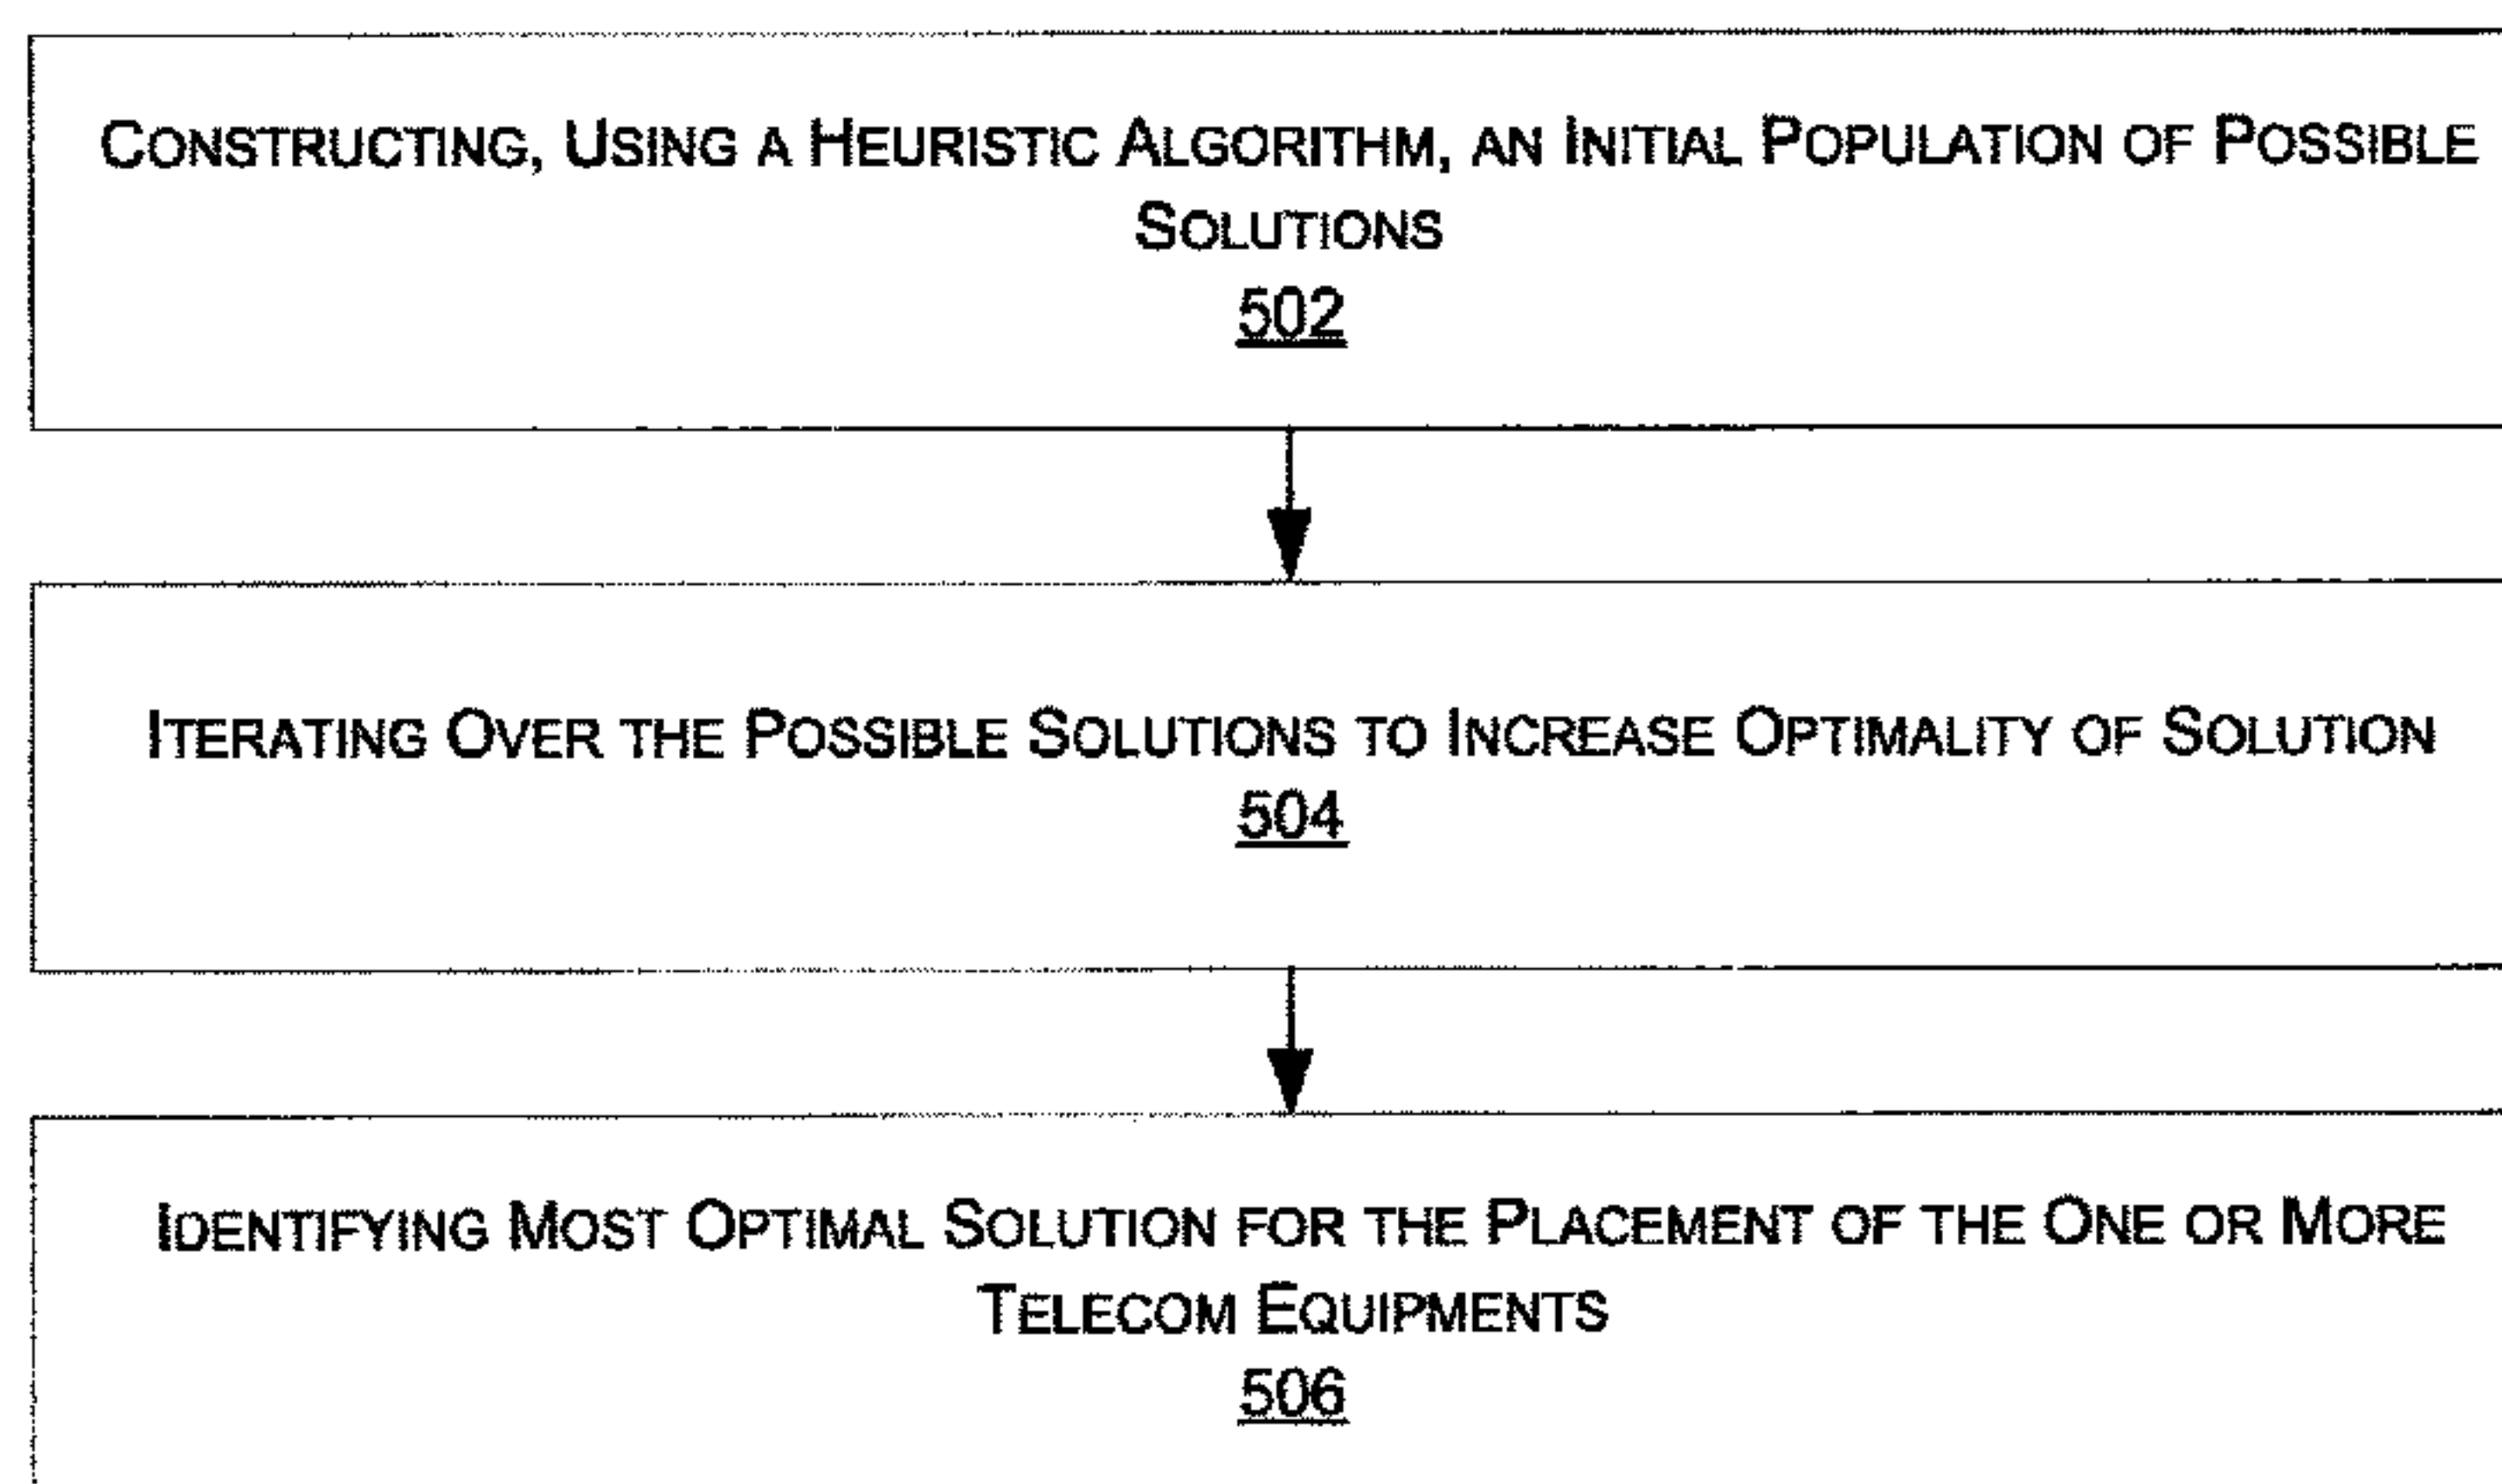 CONSTRUCTING, USING A HEURISTIC ALGORITHM, AN INITIAL POPULATION OF POSSIBLE
SOLUTIONS
502
ITERATING OVER THE POSSIBLE SOLUTIONS TO INCREASE OPTIMALITY OF SOLUTION
504
IDENTIFYING MOST OPTIMAL SOLUTION FOR THE PLACEMENT OF THE ONE OR MORE
TELECOM EQUIPMENTS
506